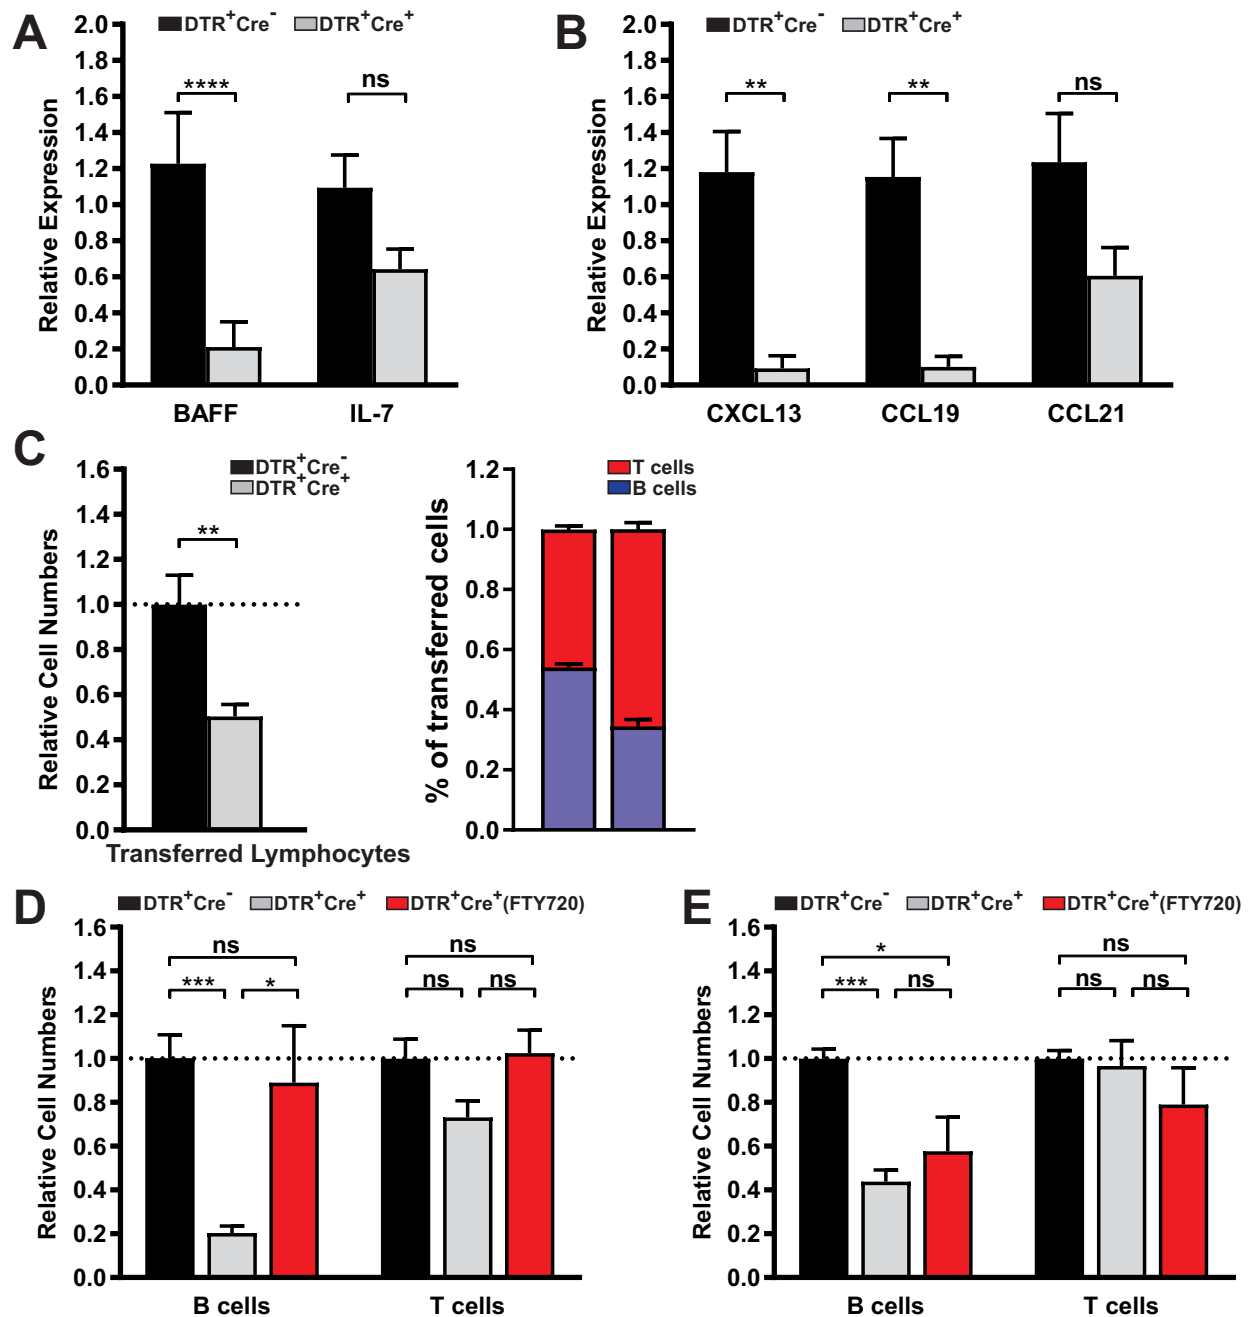 A
DTR+Cre- DTR+Cre+
Relative Expression
2.0
1.8
1.6
1.4
1.2
1.0
0.8
0.6
0.4
0.2
0.0
**** ns
BAFF IL-7
B
DTR+Cre- DTR+Cre+
Relative Expression
2.0
1.8
1.6
1.4
1.2
1.0
0.8
0.6
0.4
0.2
0.0
** ** ns
CXCL13 CCL19 CCL21
C
DTR+Cre-
DTR+Cre+
Relative Cell Numbers
1.6
1.4
1.2
1.0
0.8
0.6
0.4
0.2
0.0
**
Transferred Lymphocytes
T cells
B cells
% of transferred cells
1.2
1.0
0.8
0.6
0.4
0.2
0.0
D
DTR+Cre- DTR+Cre+ DTR+Cre+(FTY720)
Relative Cell Numbers
1.6
1.4
1.2
1.0
0.8
0.6
0.4
0.2
0.0
ns ns
*** * ns ns
B cells T cells
E
DTR+Cre- DTR+Cre+ DTR+Cre+(FTY720)
Relative Cell Numbers
1.6
1.4
1.2
1.0
0.8
0.6
0.4
0.2
0.0
* ns
*** ns ns ns
B cells T cells